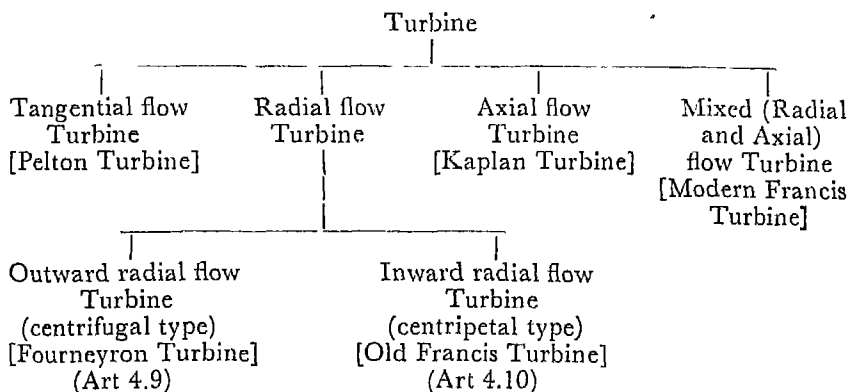 Turbine
Tangential flow
Turbine
[Pelton Turbine]
Radial flow
Turbine
Axial flow
Turbine
[Kaplan Turbine]
Mixed (Radial
and Axial)
flow Turbine
[Modern Francis
Turbine]
Outward radial flow
Turbine
(centrifugal type)
[Fourneyron Turbine]
(Art 4.9)
Inward radial flow
Turbine
(centripetal type)
[Old Francis Turbine]
(Art 4.10)